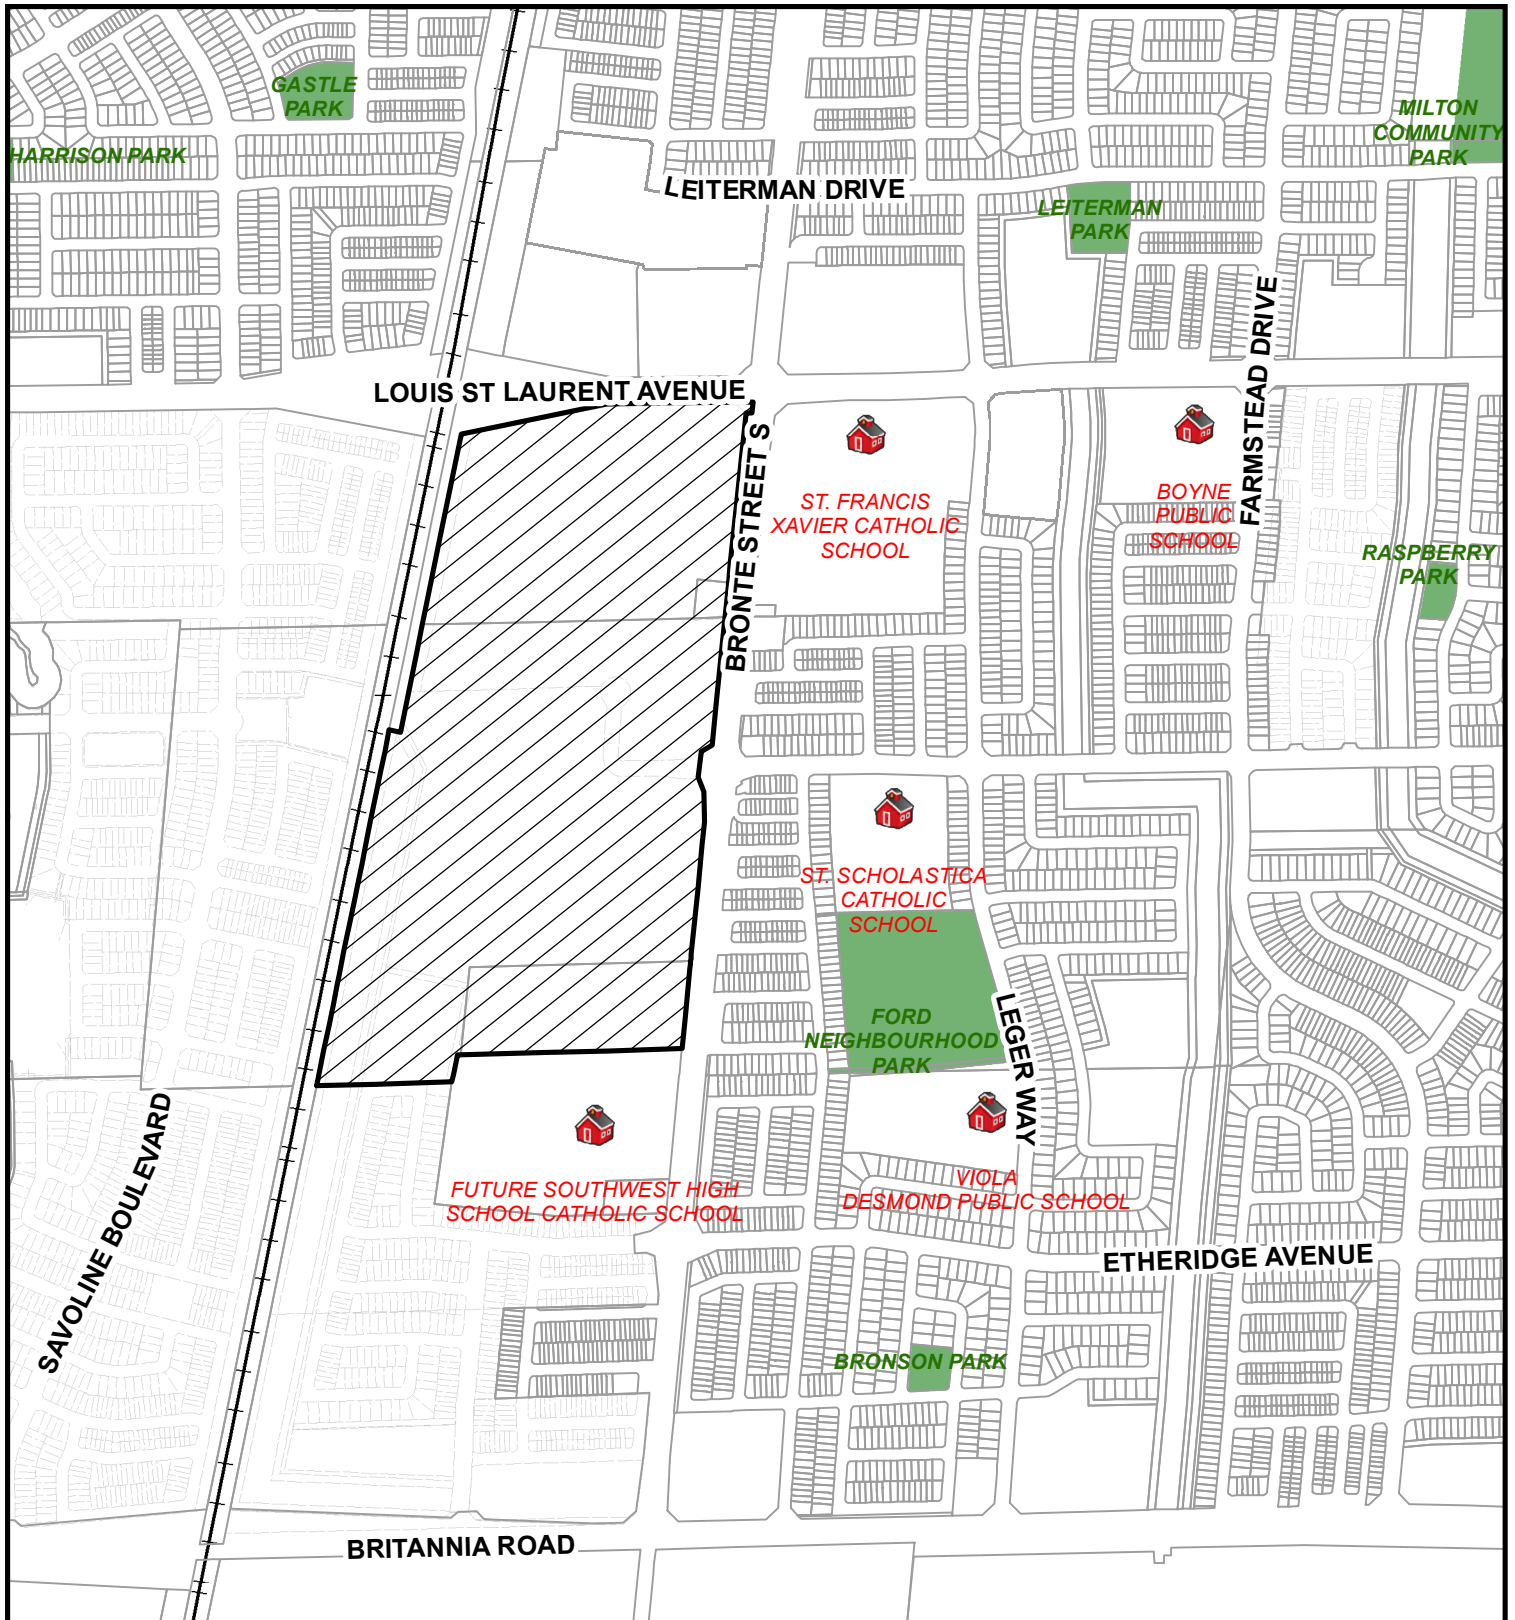 GASTLE
PARK
MILTON
COMMUNITY
PARK
HARRISON PARK
LEITERMAN DRIVE
LEITERMAN
PARK
FARMSTEAD DRIVE
LOUIS ST LAURENT AVENUE
BRONTE STREET S
ST. FRANCIS
XAVIER CATHOLIC
SCHOOL
BOYNE
PUBLIC
SCHOOL
RASPBERRY
PARK
ST. SCHOLASTICA
CATHOLIC
SCHOOL
FORD
NEIGHBOURHOOD
PARK
LEGER WAY
SAVOLINE BOULEVARD
FUTURE SOUTHWEST HIGH
SCHOOL CATHOLIC SCHOOL
VIOLA
DESMOND PUBLIC SCHOOL
ETHERIDGE AVENUE
BRONSON PARK
BRITANNIA ROAD